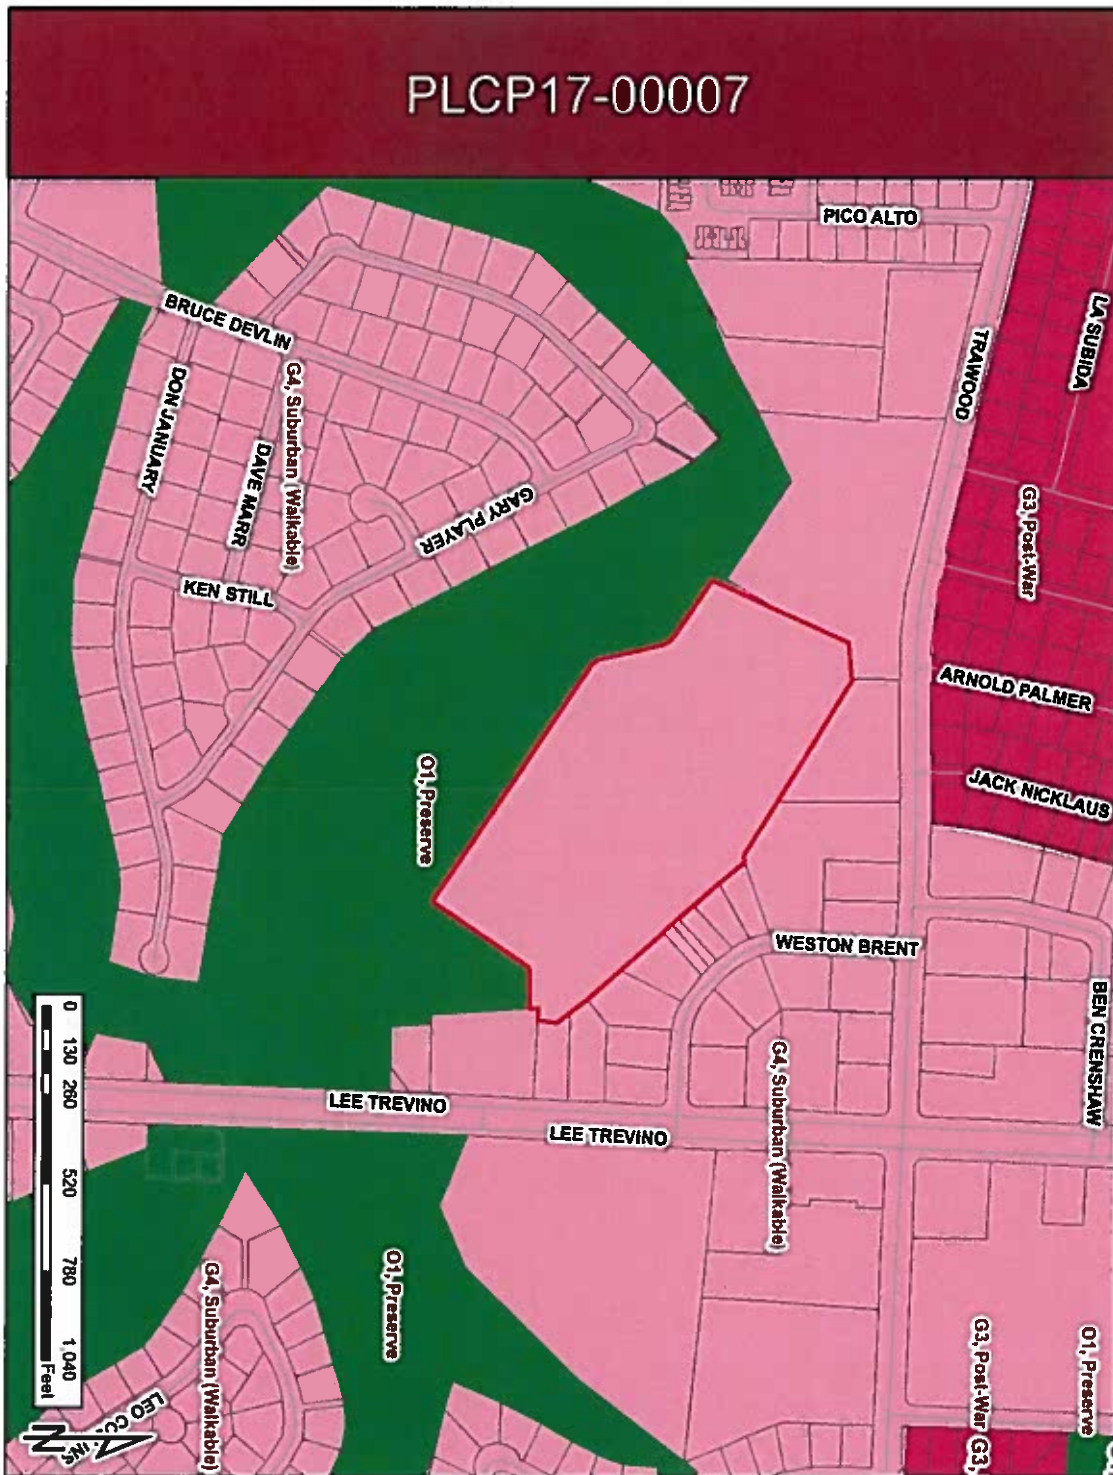 PLCP17-00007
PICO ALTO
LA SUBIDA
TRAWOOD
BRUCE DEVLIN
G4, Suburban (Walkable)
DON JANUARY
DAVE MARR
GARY PLAYER
G3, Post-War
KEN STILL
ARNOLD PALMER
O1, Preserve
JACK NICKLAUS
WESTON BRENT
BEN CRENSHAW
G4, Suburban (Walkable)
LEE TREVINO
LEE TREVINO
O1, Preserve
G4, Suburban (Walkable)
G3, Post-War
G3,
O1, Preserve
0 130 260 520 780 1,040
Feet
N